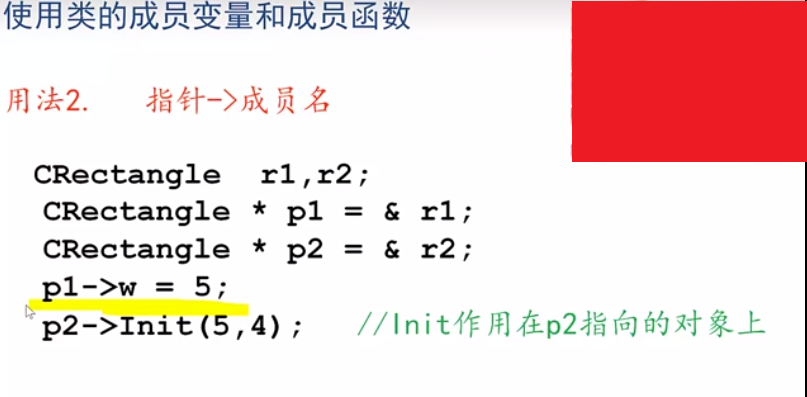 使用类的成员变量和成员函数
用法2. 指针->成员名
CRectangle r1,r2;
CRectangle * p1 = & r1;
CRectangle * p2 = & r2;
p1->w = 5;
p2->Init(5,4); //Init作用在p2指向的对象上